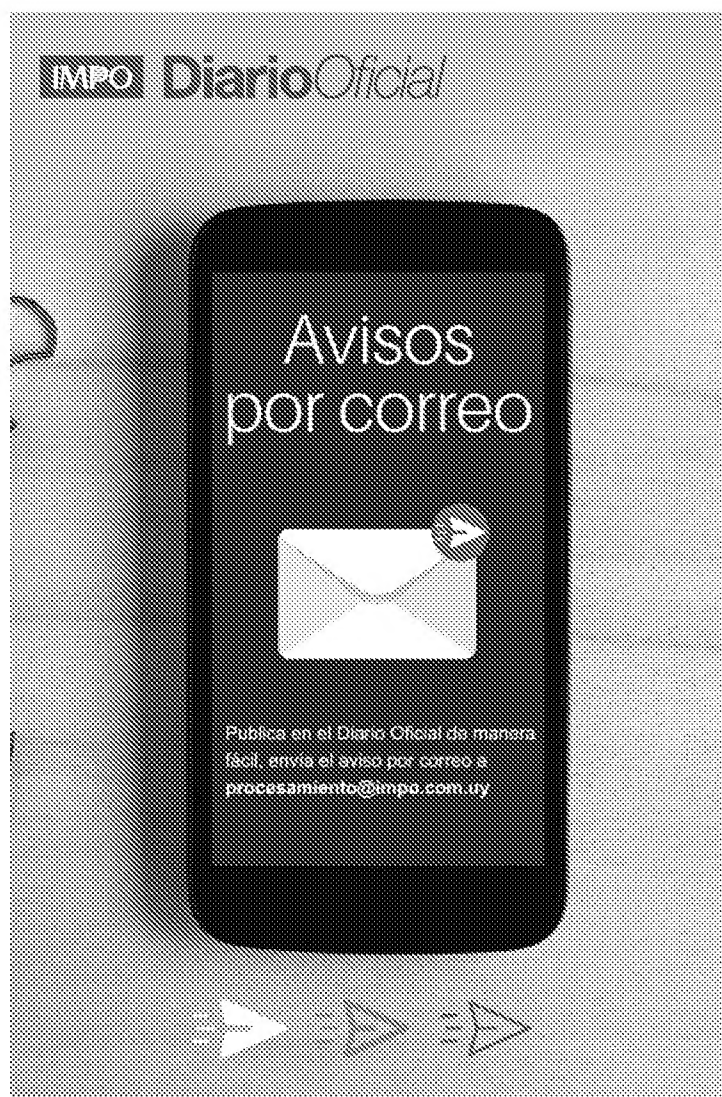 IMPO DiarioOficial
Avisos
por correo
Publica en el Diario Oficial de manera
fácil, envía el aviso por correo a
procesamiento@impo.com.uy